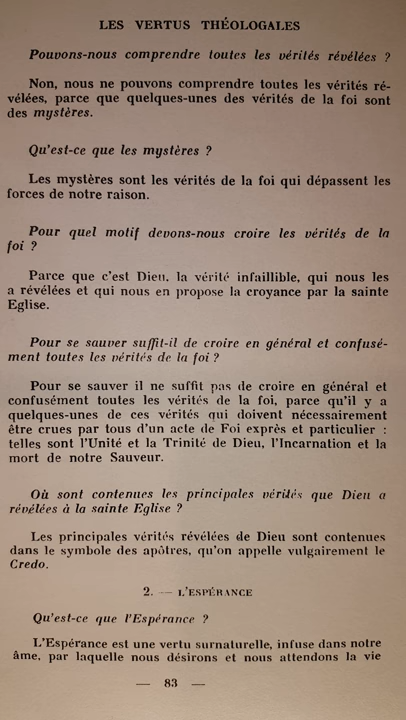 LES VERTUS THÉOLOGALES
Pouvons-nous comprendre toutes les vérités révélées ?
Non, nous ne pouvons comprendre toutes les vérités ré-
vélées, parce que quelques-unes des vérités de la foi sont
des mystères.
Qu'est-ce que les mystères ?
Les mystères sont les vérités de la foi qui dépassent les
forces de notre raison.
Pour quel motif devons-nous croire les vérités de la
foi ?
Parce que c'est Dieu, la vérité infaillible, qui nous les
a révélées et qui nous en propose la croyance par la sainte
Eglise.
Pour se sauver suffit-il de croire en général et confusé-
ment toutes les vérités de la foi ?
Pour se sauver il ne suffit pas de croire en général et
confusément toutes les vérités de la foi, parce qu'il y a
quelques-unes de ces vérités qui doivent nécessairement
être crues par tous d'un acte de Foi exprès et particulier :
telles sont l'Unité et la Trinité de Dieu, l'Incarnation et la
mort de notre Sauveur.
Où sont contenues les principales vérités que Dieu a
révélées à la sainte Eglise ?
Les principales vérités révélées de Dieu sont contenues
dans le symbole des apôtres, qu'on appelle vulgairement le
Credo.
2. — L'ESPÉRANCE
Qu'est-ce que l'Espérance ?
L'Espérance est une vertu surnaturelle, infuse dans notre
âme, par laquelle nous désirons et nous attendons la vie
— 83 —